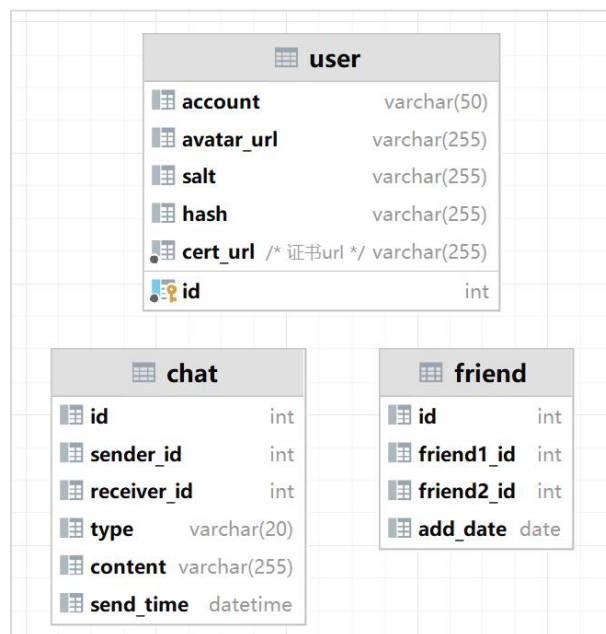 user
account varchar(50)
avatar_url varchar(255)
salt varchar(255)
hash varchar(255)
cert_url /* 证书url */ varchar(255)
id int
chat
id int
sender_id int
receiver_id int
type varchar(20)
content varchar(255)
send_time datetime
friend
id int
friend1_id int
friend2_id int
add_date date